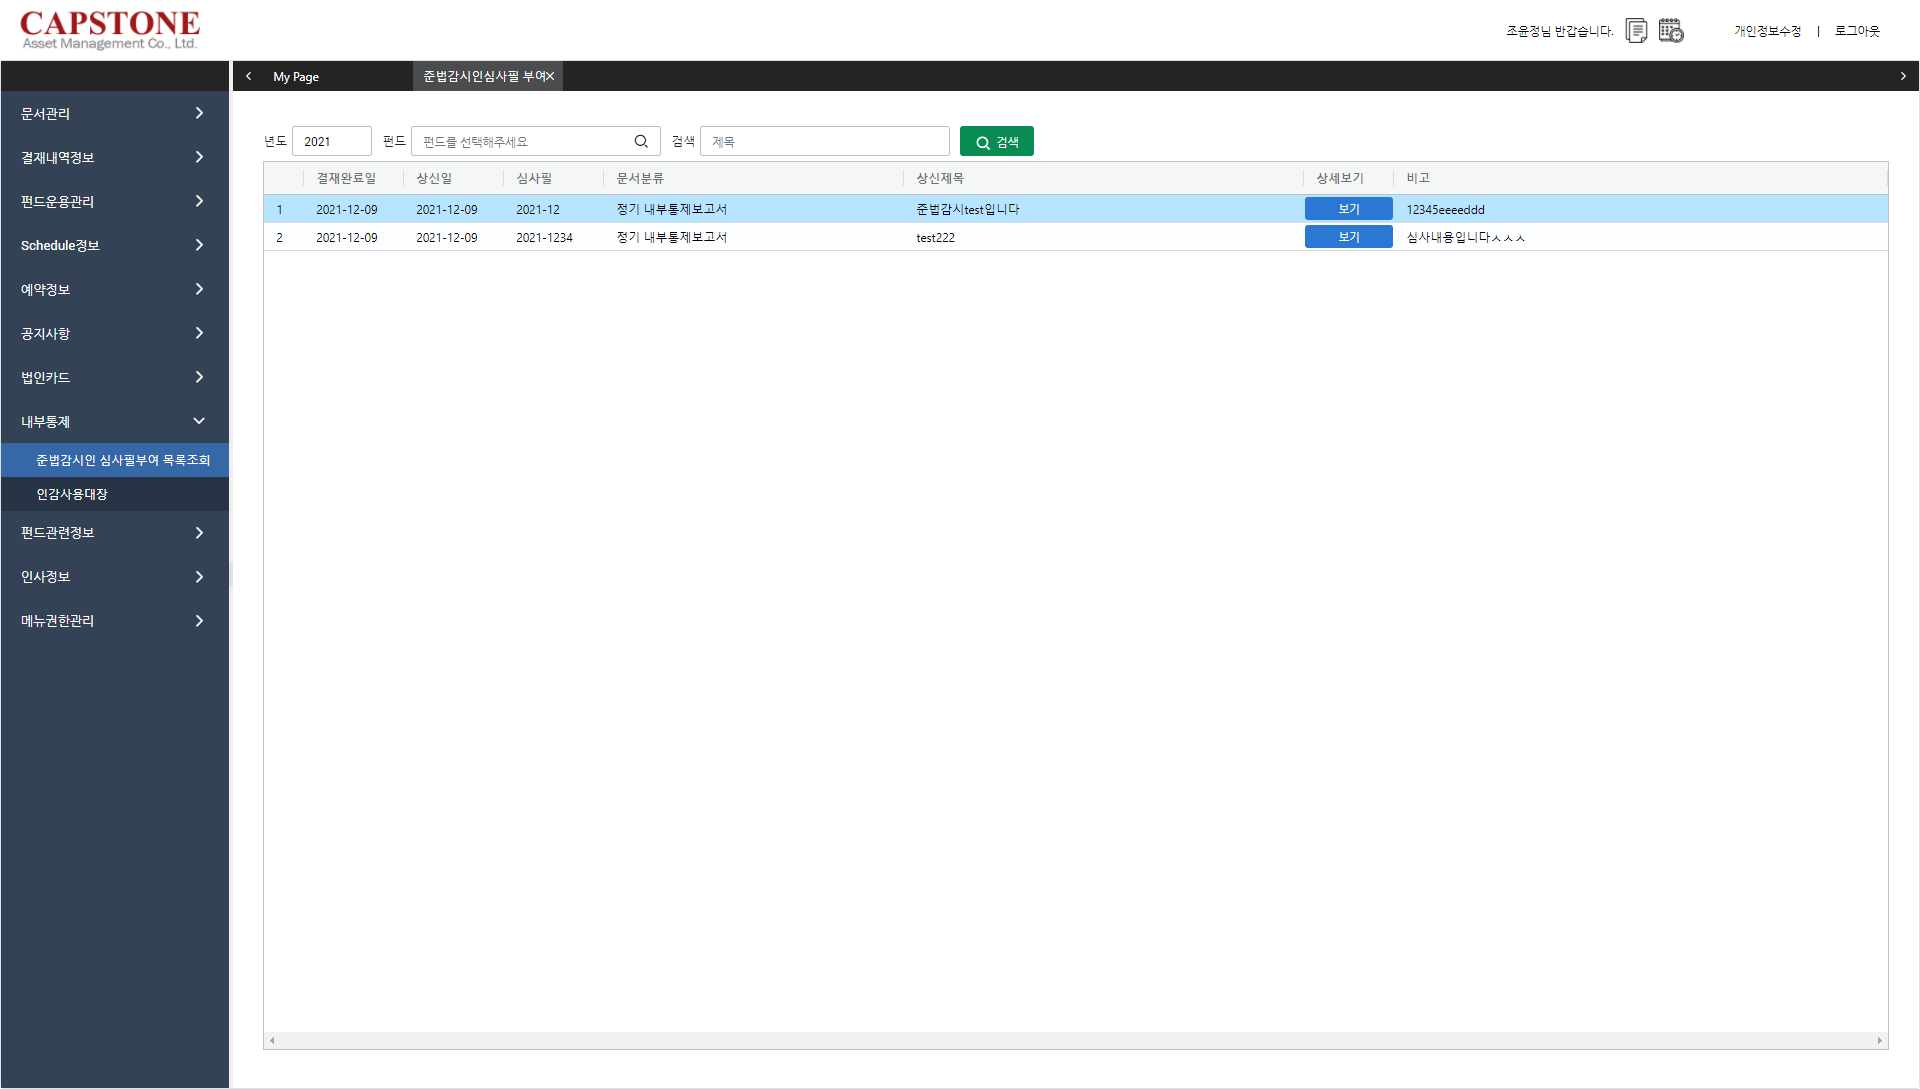 CAPSTONE
Asset Management Co., Ltd.
조윤정님 반갑습니다.
개인정보수정 | 로그아웃
My Page
준법감시인심사필 부여
문서관리
결재내역정보
펀드운용관리
Schedule정보
예약정보
공지사항
법인카드
내부통제
준법감시인 심사필부여 목록조회
인감사용대장
펀드관련정보
인사정보
메뉴권한관리
년도 2021 펀드 펀드를 선택해주세요 검색 제목 검색
결재완료일 상신일 심사필 문서분류 상신제목 상세보기 비고
1 2021-12-09 2021-12-09 2021-12 정기 내부통제보고서 준법감시test입니다 보기 12345eeeeddd
2 2021-12-09 2021-12-09 2021-1234 정기 내부통제보고서 test222 보기 심사내용입니다ㅅㅅㅅ